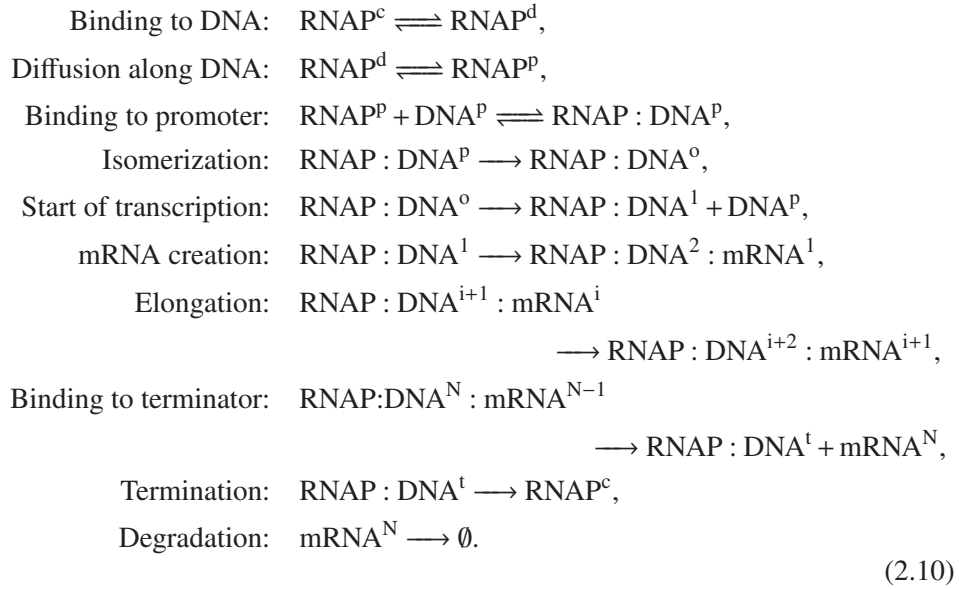 Binding to DNA: RNAP^c ⇌ RNAP^d,
Diffusion along DNA: RNAP^d ⇌ RNAP^p,
Binding to promoter: RNAP^p + DNA^p ⇌ RNAP : DNA^p,
Isomerization: RNAP : DNA^p ⟶ RNAP : DNA^o,
Start of transcription: RNAP : DNA^o ⟶ RNAP : DNA^1 + DNA^p,
mRNA creation: RNAP : DNA^1 ⟶ RNAP : DNA^2 : mRNA^1,
Elongation: RNAP : DNA^{i+1} : mRNA^i
⟶ RNAP : DNA^{i+2} : mRNA^{i+1},
Binding to terminator: RNAP:DNA^N : mRNA^{N−1}
⟶ RNAP : DNA^t + mRNA^N,
Termination: RNAP : DNA^t ⟶ RNAP^c,
Degradation: mRNA^N ⟶ ∅.
(2.10)